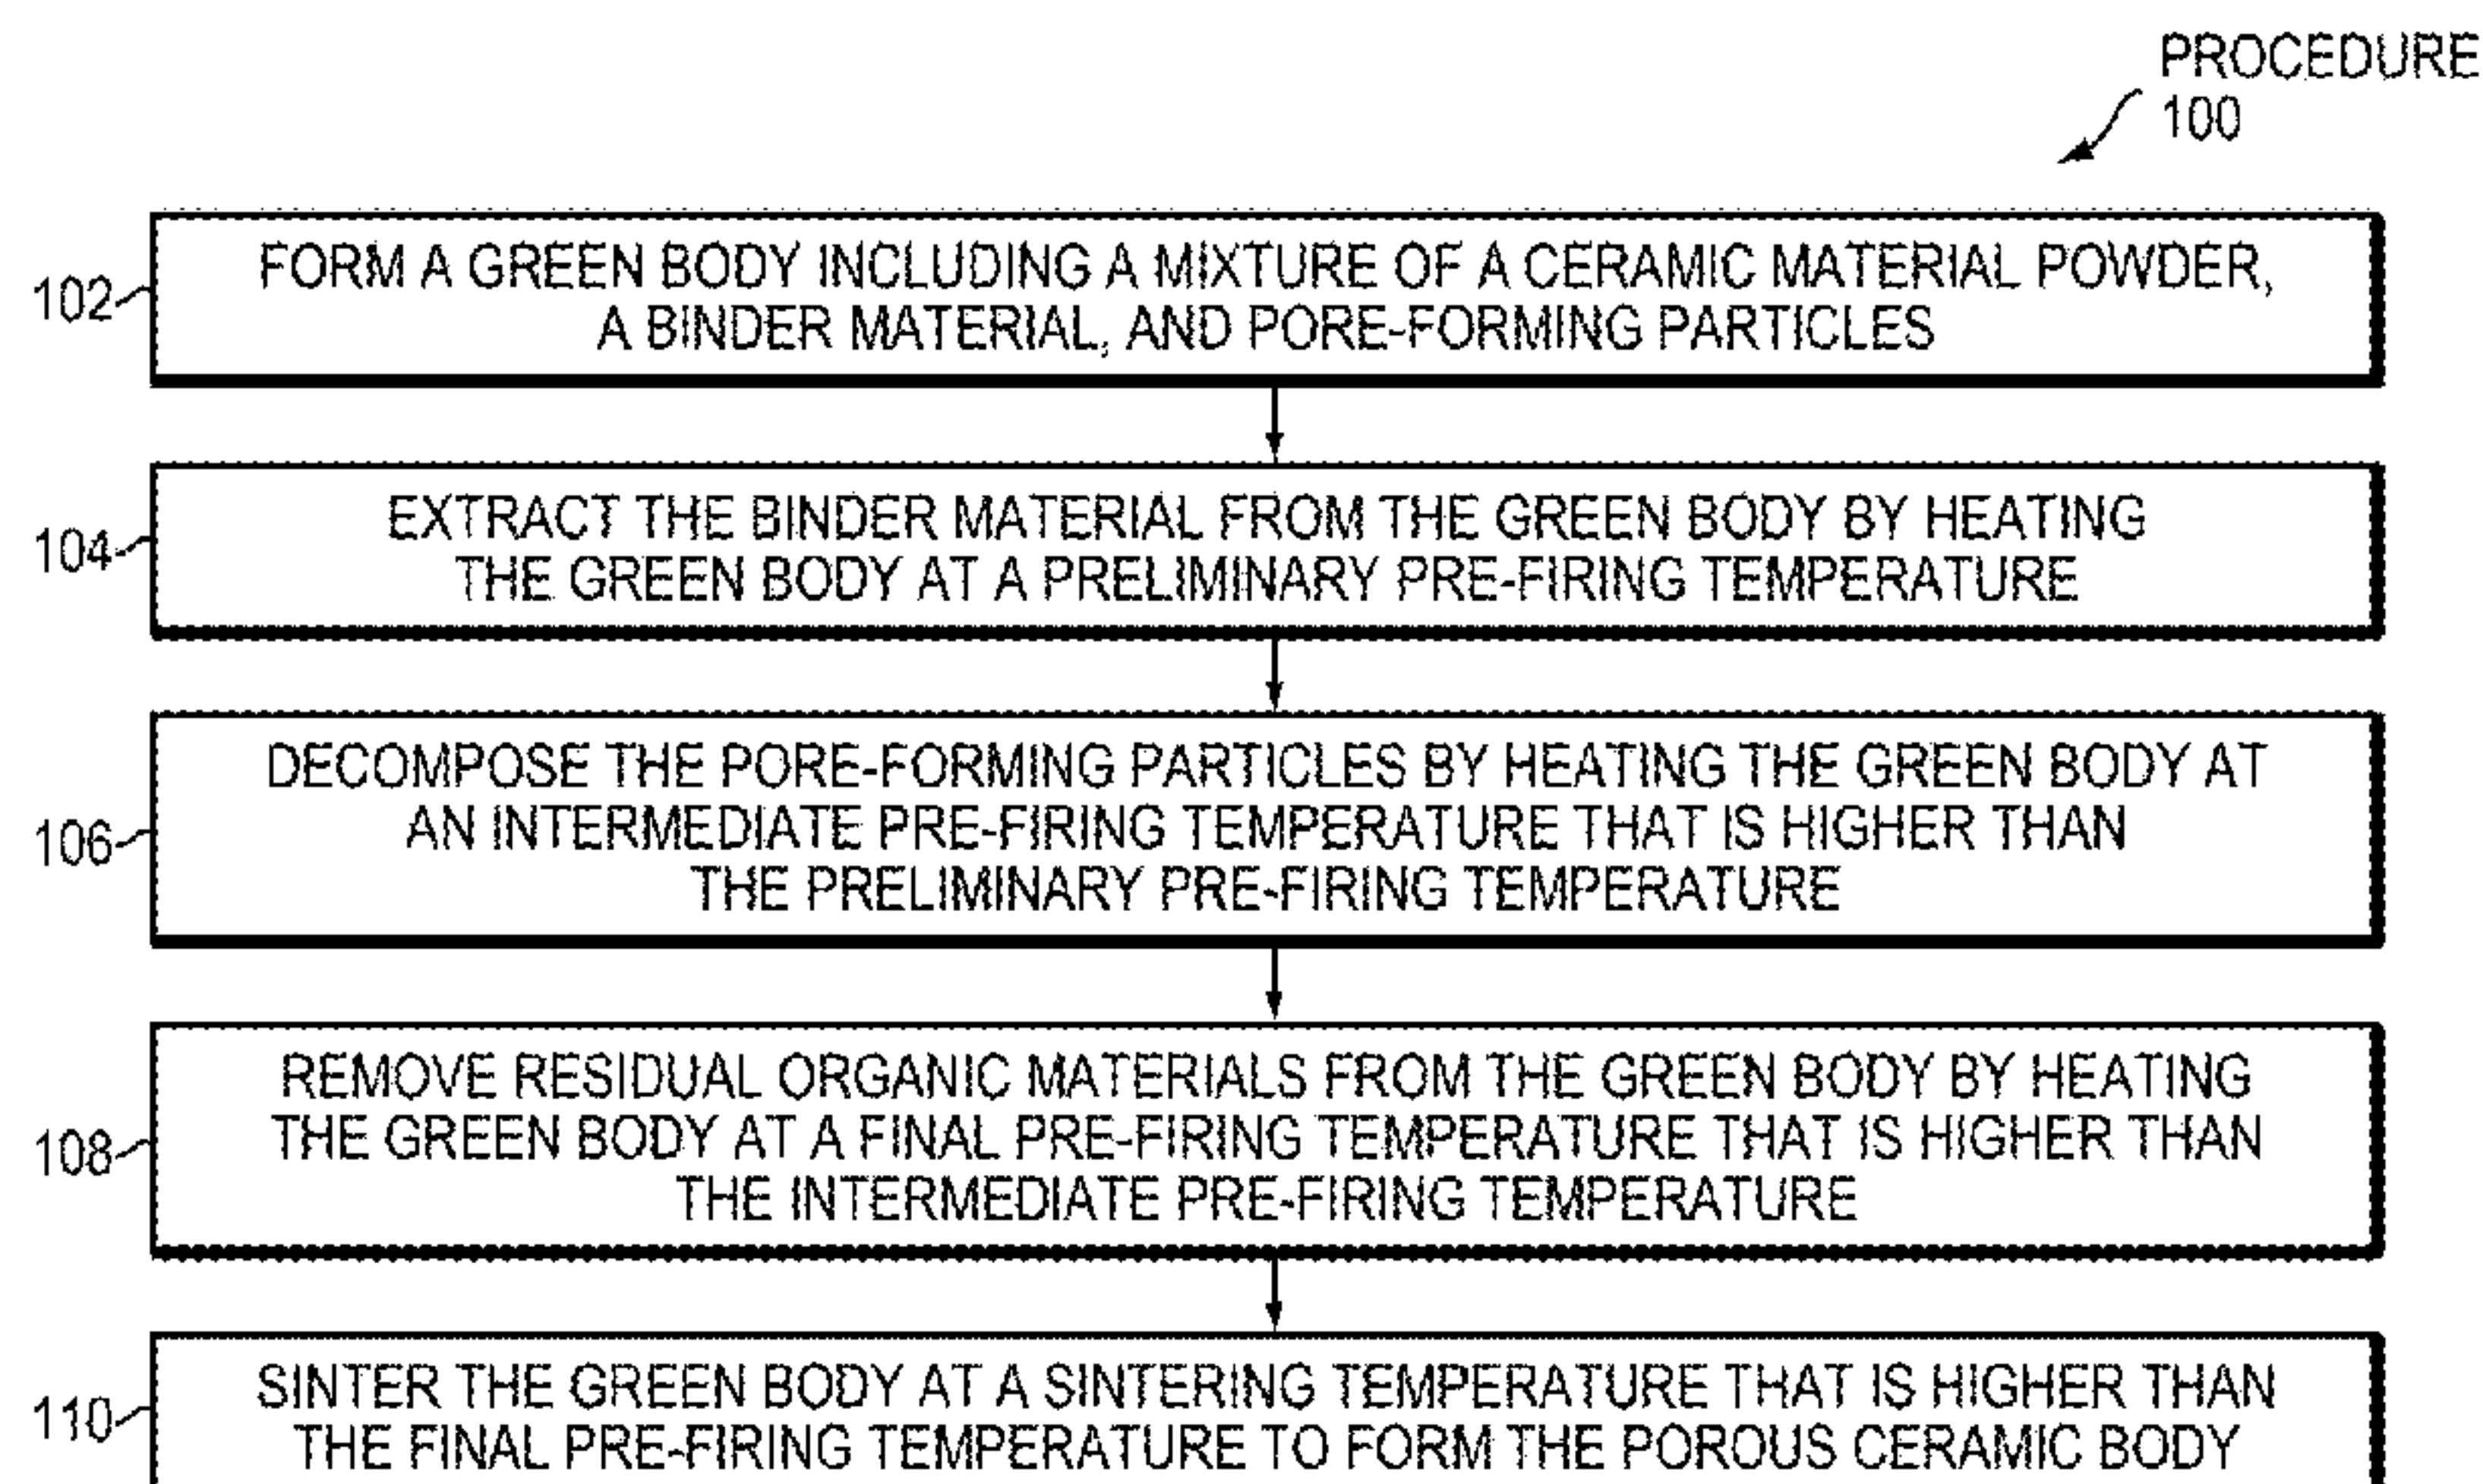 PROCEDURE
100
102
FORM A GREEN BODY INCLUDING A MIXTURE OF A CERAMIC MATERIAL POWDER,
A BINDER MATERIAL, AND PORE-FORMING PARTICLES
104
EXTRACT THE BINDER MATERIAL FROM THE GREEN BODY BY HEATING
THE GREEN BODY AT A PRELIMINARY PRE-FIRING TEMPERATURE
106
DECOMPOSE THE PORE-FORMING PARTICLES BY HEATING THE GREEN BODY AT
AN INTERMEDIATE PRE-FIRING TEMPERATURE THAT IS HIGHER THAN
THE PRELIMINARY PRE-FIRING TEMPERATURE
108
REMOVE RESIDUAL ORGANIC MATERIALS FROM THE GREEN BODY BY HEATING
THE GREEN BODY AT A FINAL PRE-FIRING TEMPERATURE THAT IS HIGHER THAN
THE INTERMEDIATE PRE-FIRING TEMPERATURE
110
SINTER THE GREEN BODY AT A SINTERING TEMPERATURE THAT IS HIGHER THAN
THE FINAL PRE-FIRING TEMPERATURE TO FORM THE POROUS CERAMIC BODY